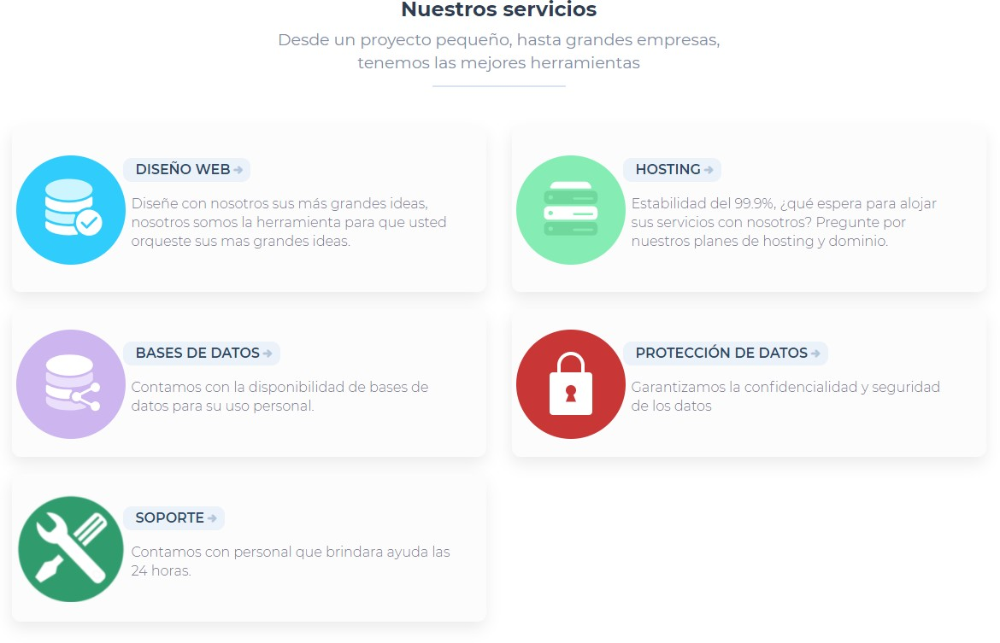 Nuestros servicios
Desde un proyecto pequeño, hasta grandes empresas,
tenemos las mejores herramientas
DISEÑO WEB
Diseñe con nosotros sus más grandes ideas,
nosotros somos la herramienta para que usted
orqueste sus mas grandes ideas.
HOSTING
Estabilidad del 99.9%, ¿qué espera para alojar
sus servicios con nosotros? Pregunte por
nuestros planes de hosting y dominio.
BASES DE DATOS
Contamos con la disponibilidad de bases de
datos para su uso personal.
PROTECCIÓN DE DATOS
Garantizamos la confidencialidad y seguridad
de los datos
SOPORTE
Contamos con personal que brindara ayuda las
24 horas.